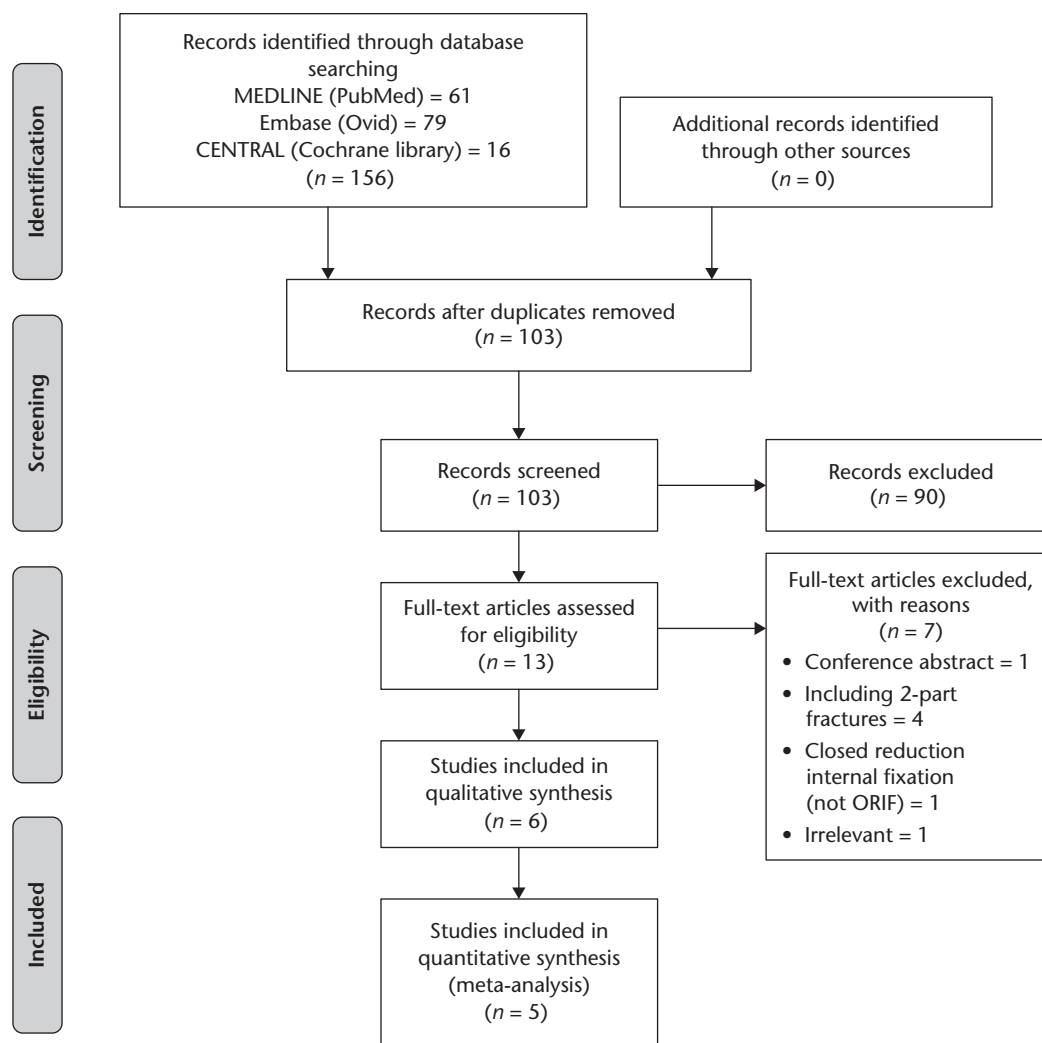 Identification
Records identified through database
searching
MEDLINE (PubMed) = 61
Embase (Ovid) = 79
CENTRAL (Cochrane library) = 16
(n = 156)
Additional records identified
through other sources
(n = 0)
Records after duplicates removed
(n = 103)
Screening
Records screened
(n = 103)
Records excluded
(n = 90)
Eligibility
Full-text articles assessed
for eligibility
(n = 13)
Full-text articles excluded,
with reasons
(n = 7)
• Conference abstract = 1
• Including 2-part
fractures = 4
• Closed reduction
internal fixation
(not ORIF) = 1
• Irrelevant = 1
Studies included in
qualitative synthesis
(n = 6)
Included
Studies included in
quantitative synthesis
(meta-analysis)
(n = 5)